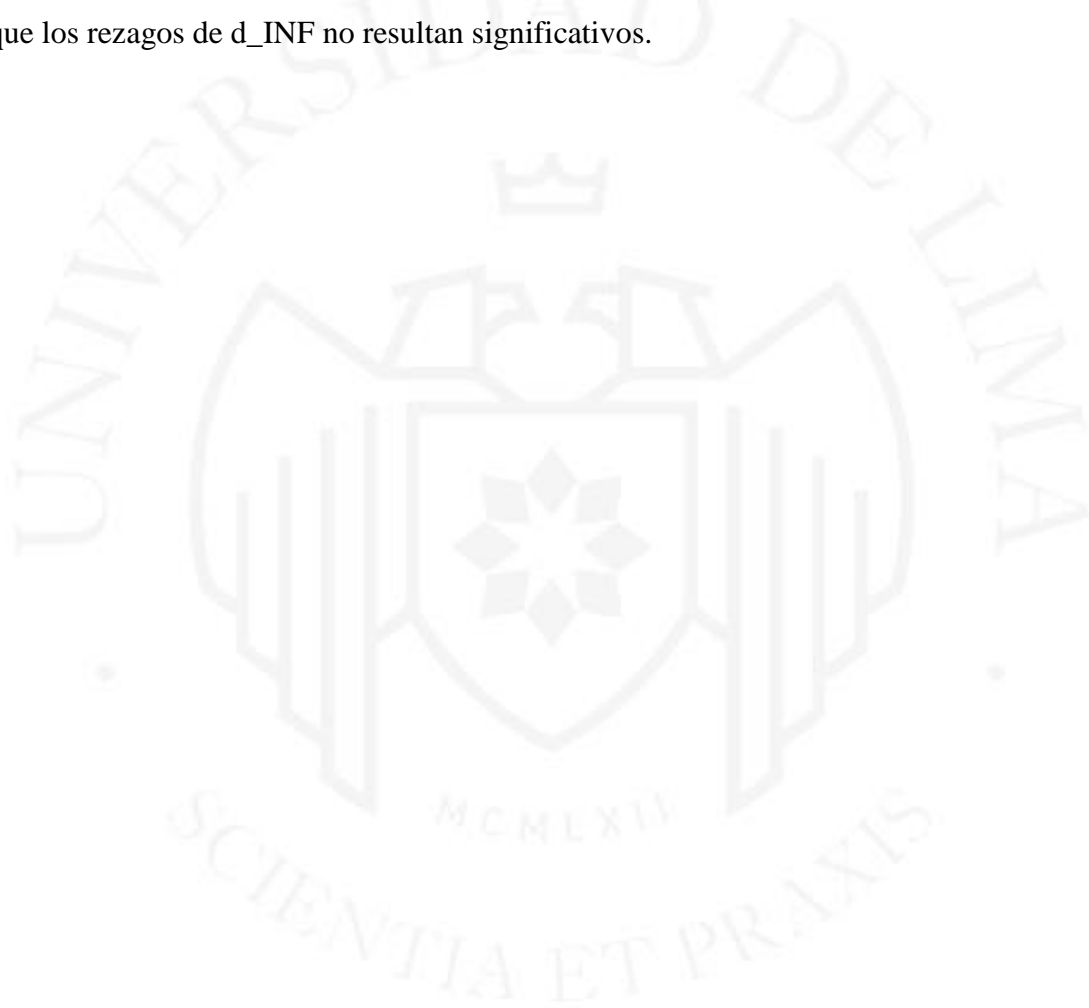 que los rezagos de d_INF no resultan significativos.
UNIVERSIDAD DE LIMA
MCMLXII
SCIENTIA ET PRAXIS